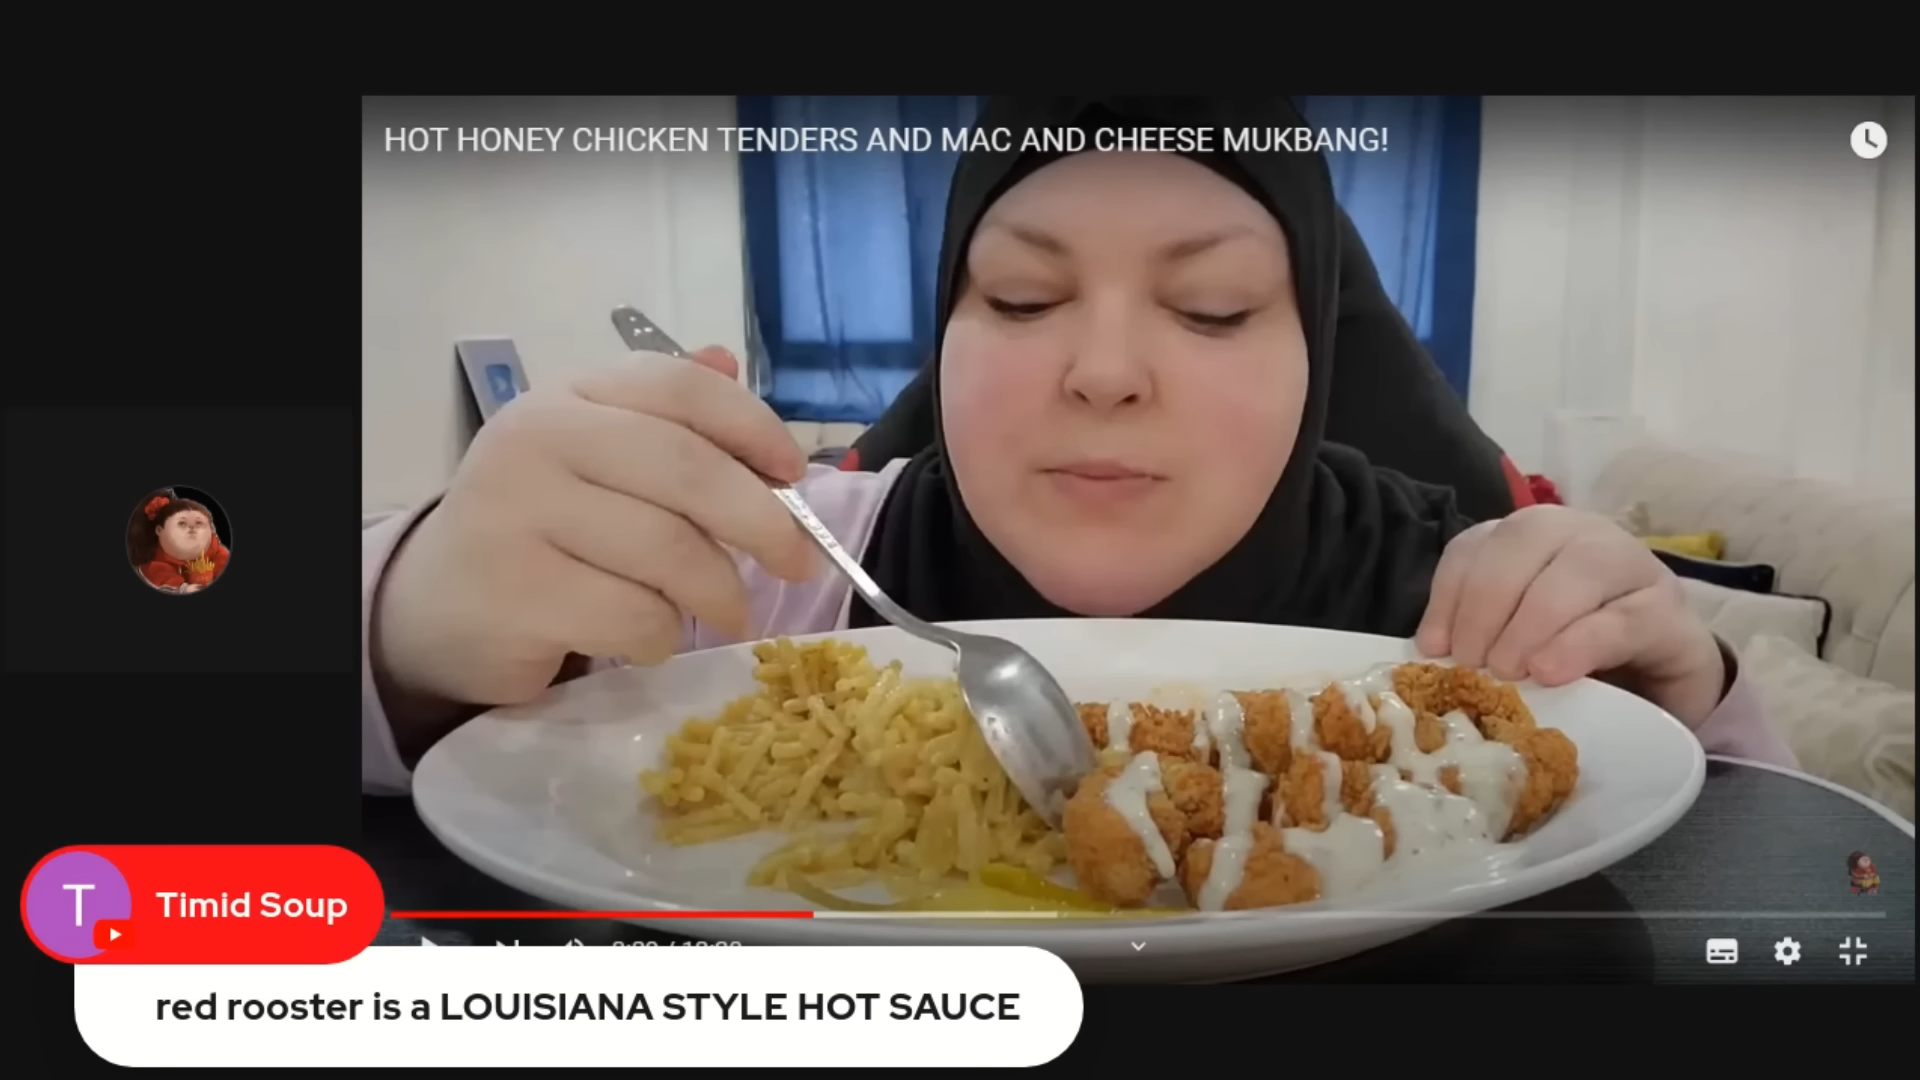 HOT HONEY CHICKEN TENDERS AND MAC AND CHEESE MUKBANG!
T Timid Soup
red rooster is a LOUISIANA STYLE HOT SAUCE